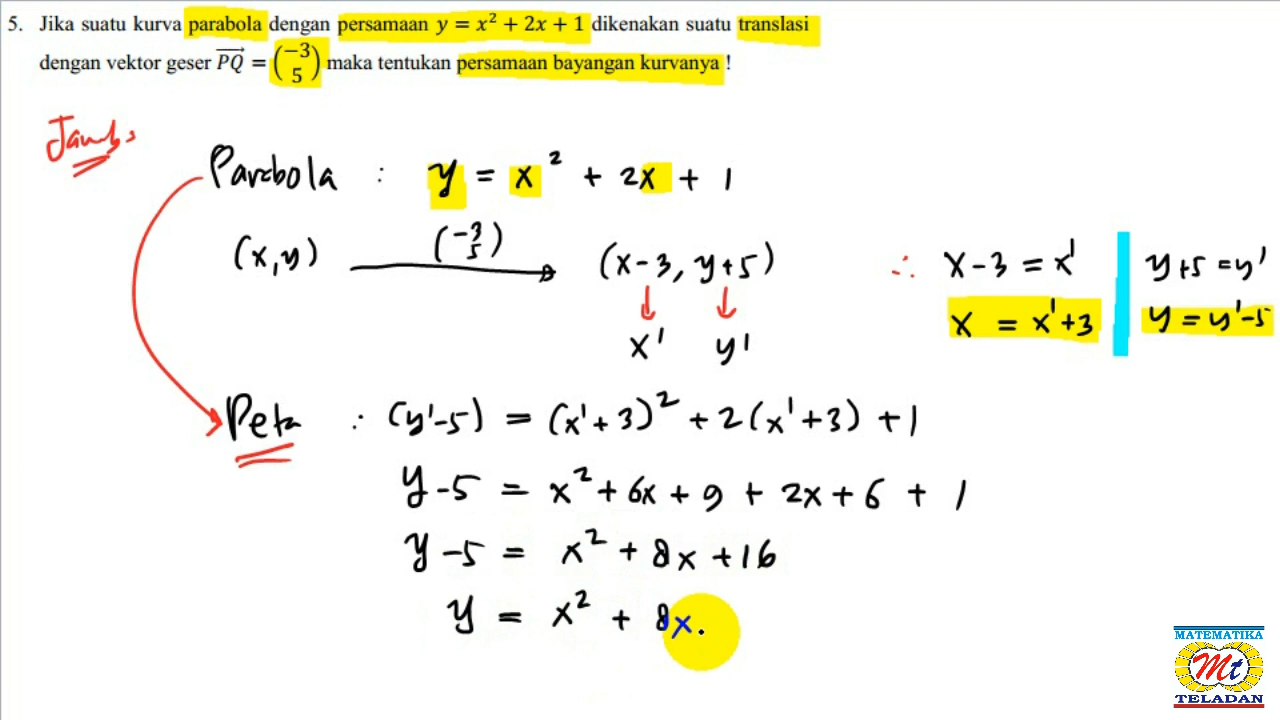 5. Jika suatu kurva parabola dengan persamaan y = x² + 2x + 1 dikenakan suatu translasi
dengan vektor geser PQ⃗ = (−3 5) maka tentukan persamaan bayangan kurvanya !
Jawb :
Parabola : y = x² + 2x + 1
(x,y) (−3 5) (x-3, y+5) ∴ x-3 = x' y+5 = y'
x' y' x = x'+3 y = y'-5
Peta : (y'-5) = (x'+3)² + 2(x'+3) + 1
y-5 = x² + 6x + 9 + 2x + 6 + 1
y-5 = x² + 8x + 16
y = x² + 8x
MATEMATIKA
Mt
TELADAN